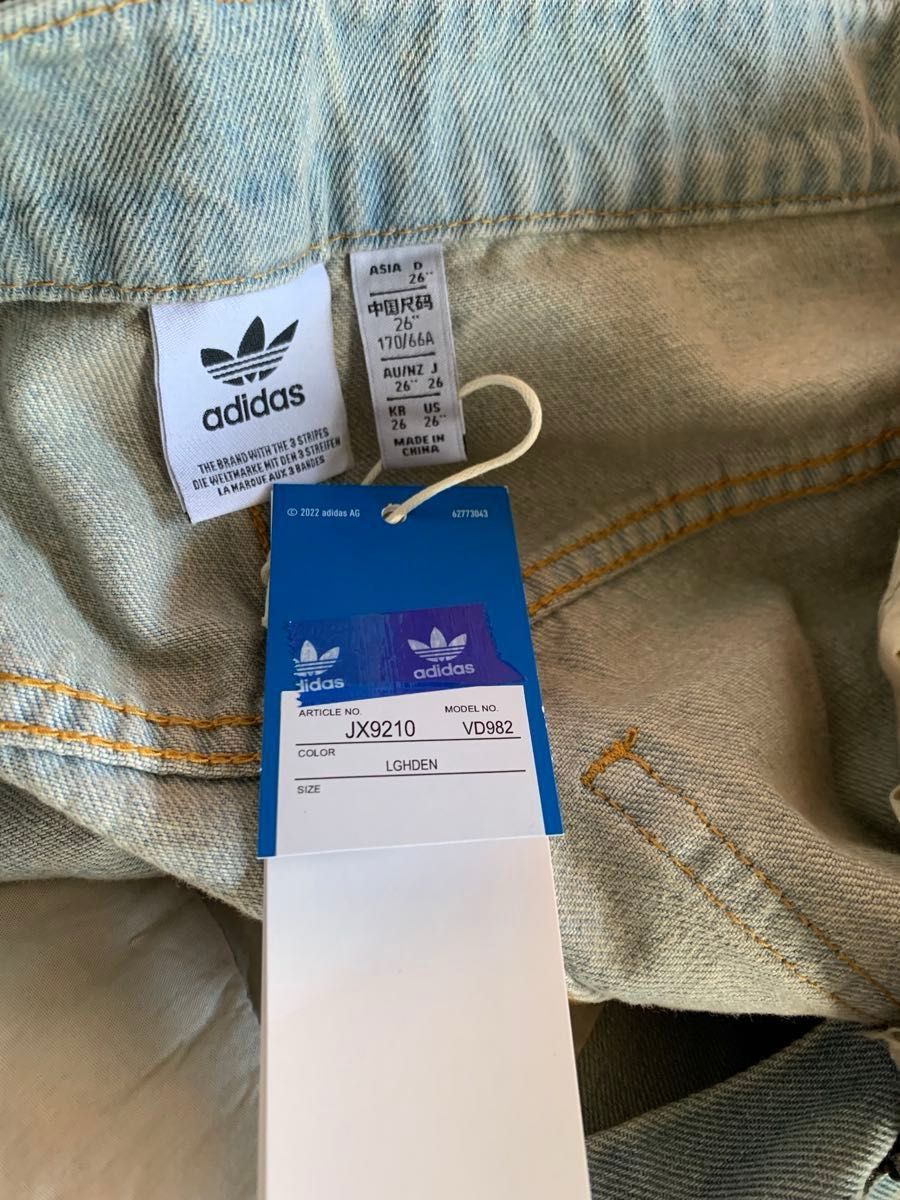 adidas
THE BRAND WITH THE 3 STRIPES
DIE WELTMARKE MIT DEN 3 STREIFEN
LA MARQUE AUX 3 BANDES
ASIA D
26"
中国尺码
26"
170/66A
AU/NZ J
26" 26
KR US
26 26"
MADE IN
CHINA
© 2022 adidas AG 62773043
adidas adidas
ARTICLE NO. MODEL NO.
JX9210 VD982
COLOR
LGHDEN
SIZE